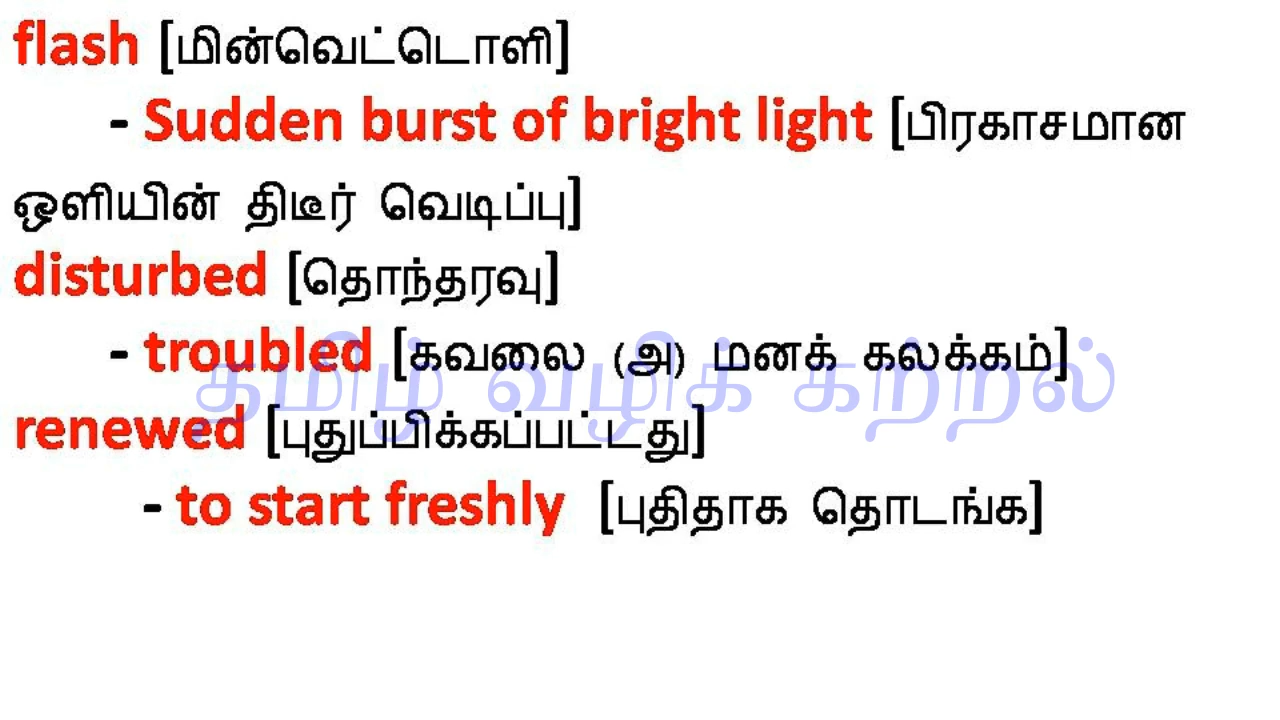 flash [மின்வெட்டொளி]
- Sudden burst of bright light [பிரகாசமான
ஒளியின் திடீர் வெடிப்பு]
disturbed [தொந்தரவு]
- troubled [கவலை (அ) மனக் கலக்கம்]
தமிழ் வழிக் கற்றல்
renewed [புதுப்பிக்கப்பட்டது]
- to start freshly [புதிதாக தொடங்க]